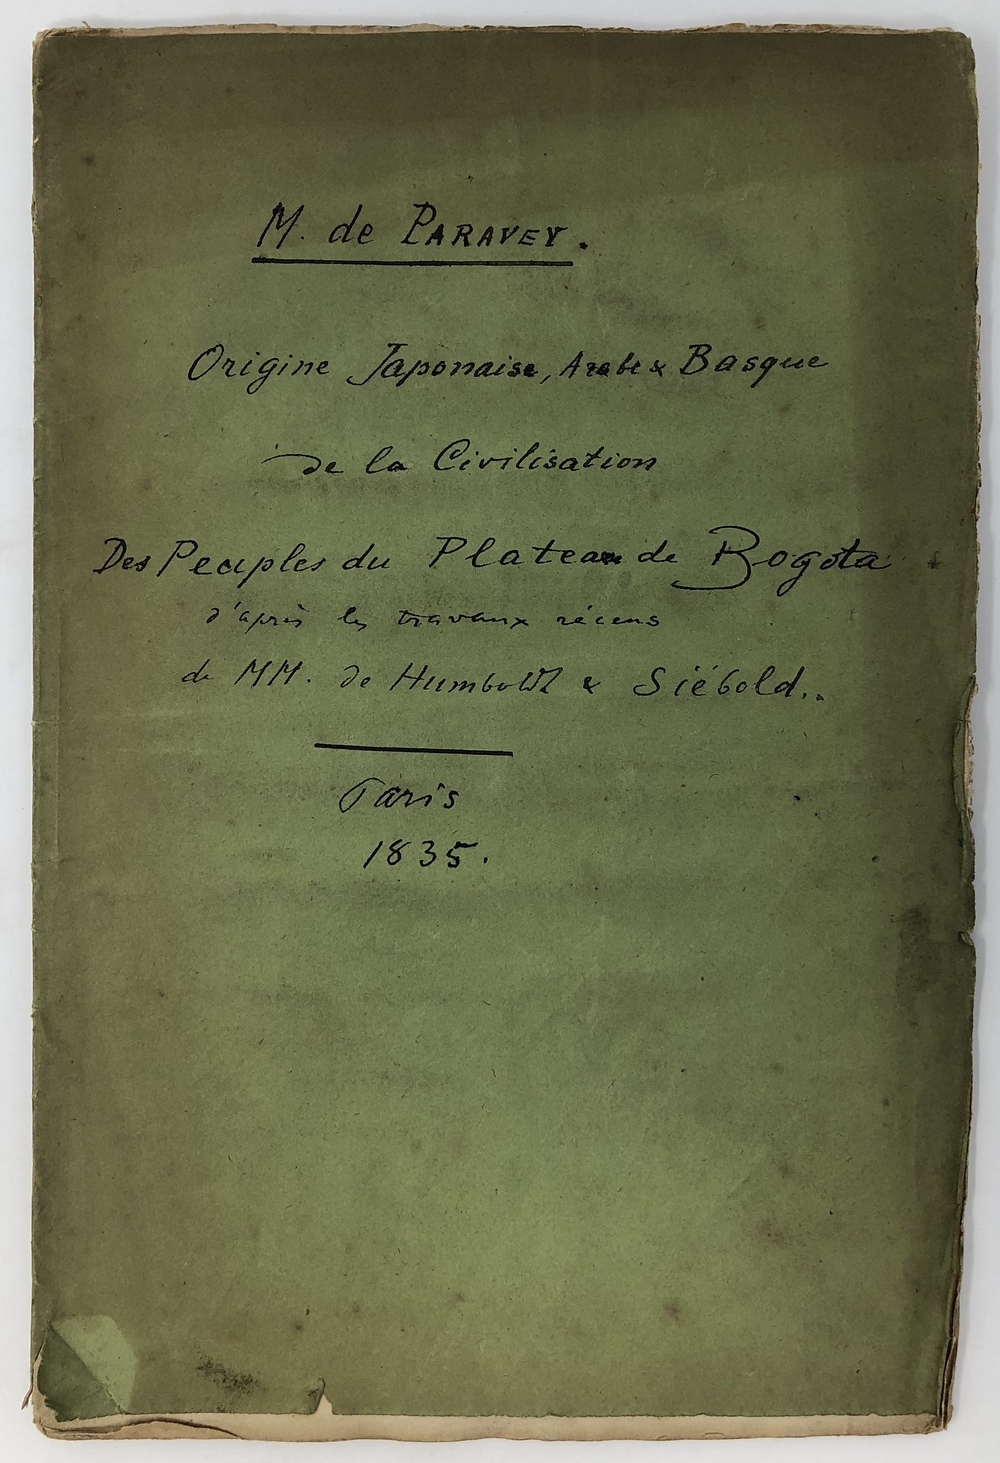 M. de PARAVEY.
Origine Japonaise, Arabe & Basque
de la Civilisation
Des Peuples du Plateau de Bogota
d'après les travaux récens
de MM. de Humboldt & Siébold..
Paris
1835.